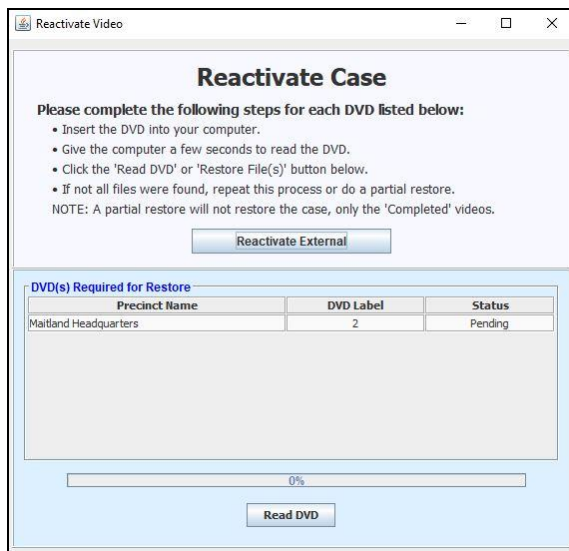 Reactivate Video
Reactivate Case
Please complete the following steps for each DVD listed below:
• Insert the DVD into your computer.
• Give the computer a few seconds to read the DVD.
• Click the 'Read DVD' or 'Restore File(s)' button below.
• If not all files were found, repeat this process or do a partial restore.
NOTE: A partial restore will not restore the case, only the 'Completed' videos.
Reactivate External
DVD(s) Required for Restore
Precinct Name DVD Label Status
Maitland Headquarters 2 Pending
0%
Read DVD